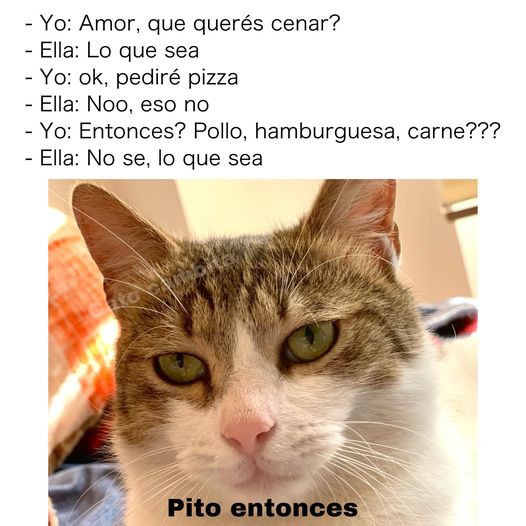 - Yo: Amor, que querés cenar?
- Ella: Lo que sea
- Yo: ok, pediré pizza
- Ella: Noo, eso no
- Yo: Entonces? Pollo, hamburguesa, carne???
- Ella: No se, lo que sea
Pito entonces